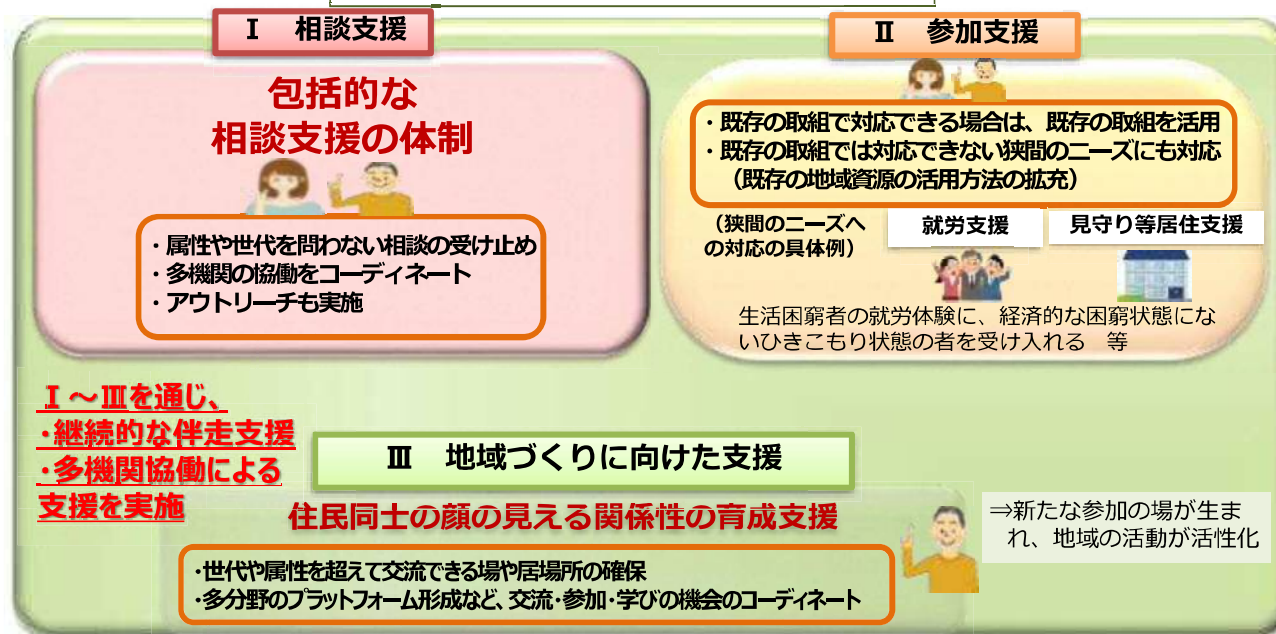 Ⅰ 相談支援
包括的な
相談支援の体制
・属性や世代を問わない相談の受け止め
・多機関の協働をコーディネート
・アウトリーチも実施
Ⅱ 参加支援
・既存の取組で対応できる場合は、既存の取組を活用
・既存の取組では対応できない狭間のニーズにも対応
（既存の地域資源の活用方法の拡充）
（狭間のニーズへ
の対応の具体例）
就労支援
見守り等居住支援
生活困窮者の就労体験に、経済的な困窮状態にな
いひきこもり状態の者を受け入れる 等
Ⅰ～Ⅲを通じ、
・継続的な伴走支援
・多機関協働による
支援を実施
Ⅲ 地域づくりに向けた支援
住民同士の顔の見える関係性の育成支援
・世代や属性を超えて交流できる場や居場所の確保
・多分野のプラットフォーム形成など、交流・参加・学びの機会のコーディネート
⇒新たな参加の場が生ま
れ、地域の活動が活性化